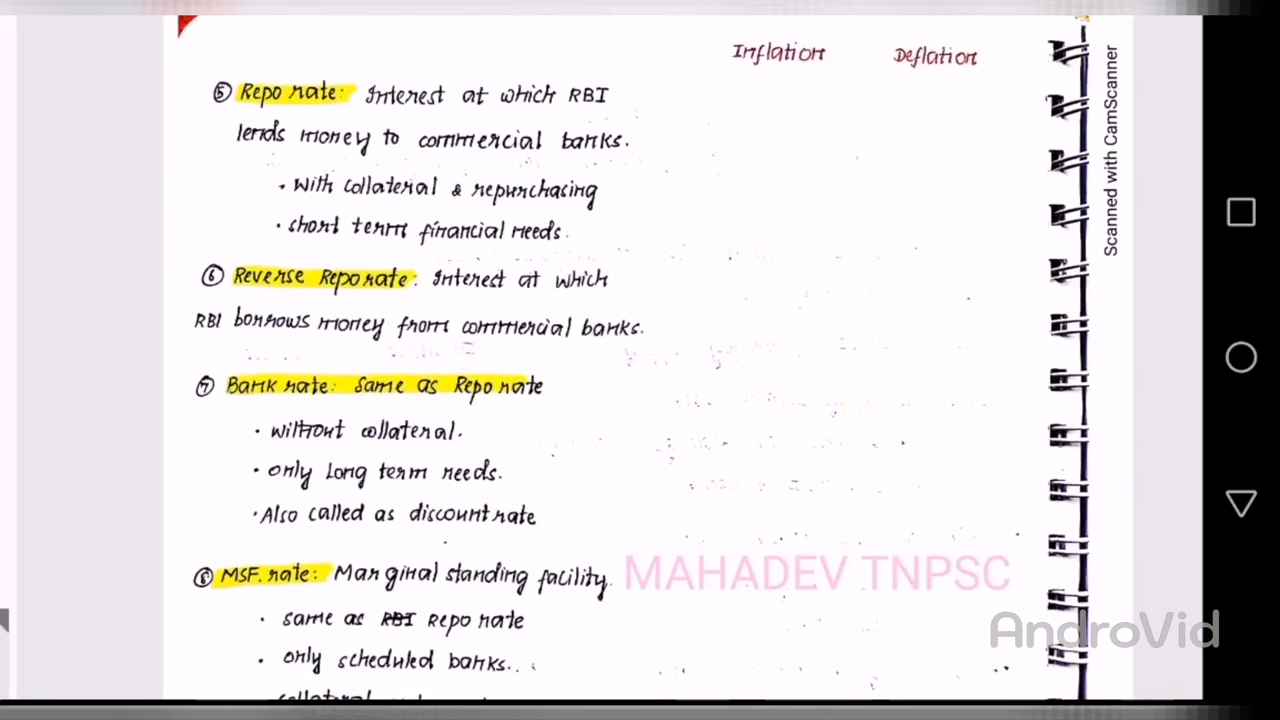 Inflation Deflation
⑤ Repo rate: Interest at which RBI
lends money to commercial banks.
• with collateral & repurchasing
• short term financial needs.
⑥ Reverse Repo rate: Interest at which
RBI borrows money from commercial banks.
⑦ Bank rate: Same as Repo rate
• without collateral.
• only Long term needs.
• Also called as discount rate
⑧ MSF. rate: Marginal standing facility.
• same as RBI Repo rate
• only scheduled banks..
MAHADEV TNPSC
AndroVid
Scanned with CamScanner